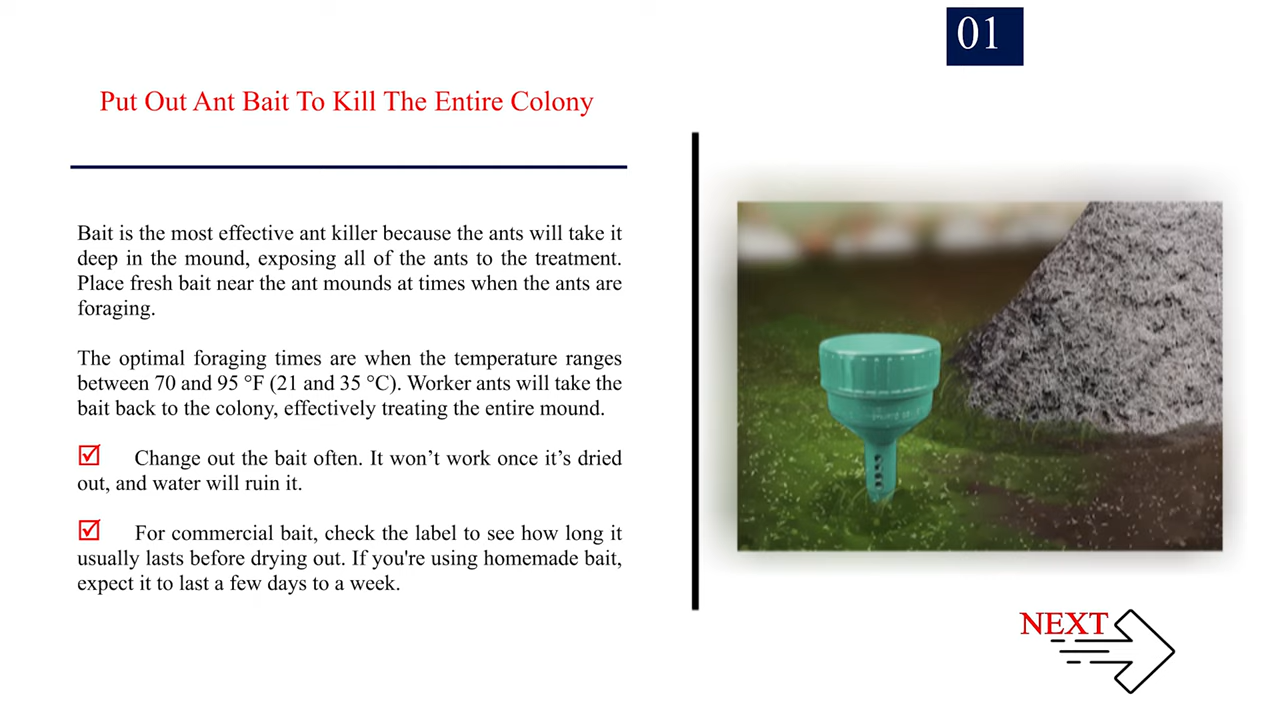 01
Put Out Ant Bait To Kill The Entire Colony
Bait is the most effective ant killer because the ants will take it
deep in the mound, exposing all of the ants to the treatment.
Place fresh bait near the ant mounds at times when the ants are
foraging.
The optimal foraging times are when the temperature ranges
between 70 and 95 °F (21 and 35 °C). Worker ants will take the
bait back to the colony, effectively treating the entire mound.
Change out the bait often. It won’t work once it’s dried
out, and water will ruin it.
For commercial bait, check the label to see how long it
usually lasts before drying out. If you're using homemade bait,
expect it to last a few days to a week.
NEXT